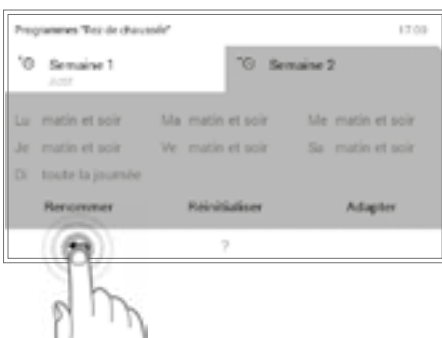 Programmes "Rez de chaussée" 17:03
Semaine 1 Semaine 2
Actif
Lu matin et soir Ma matin et soir Me matin et soir
Je matin et soir Ve matin et soir Sa matin et soir
Di toute la journée
Renommer Réinitialiser Adapter
?